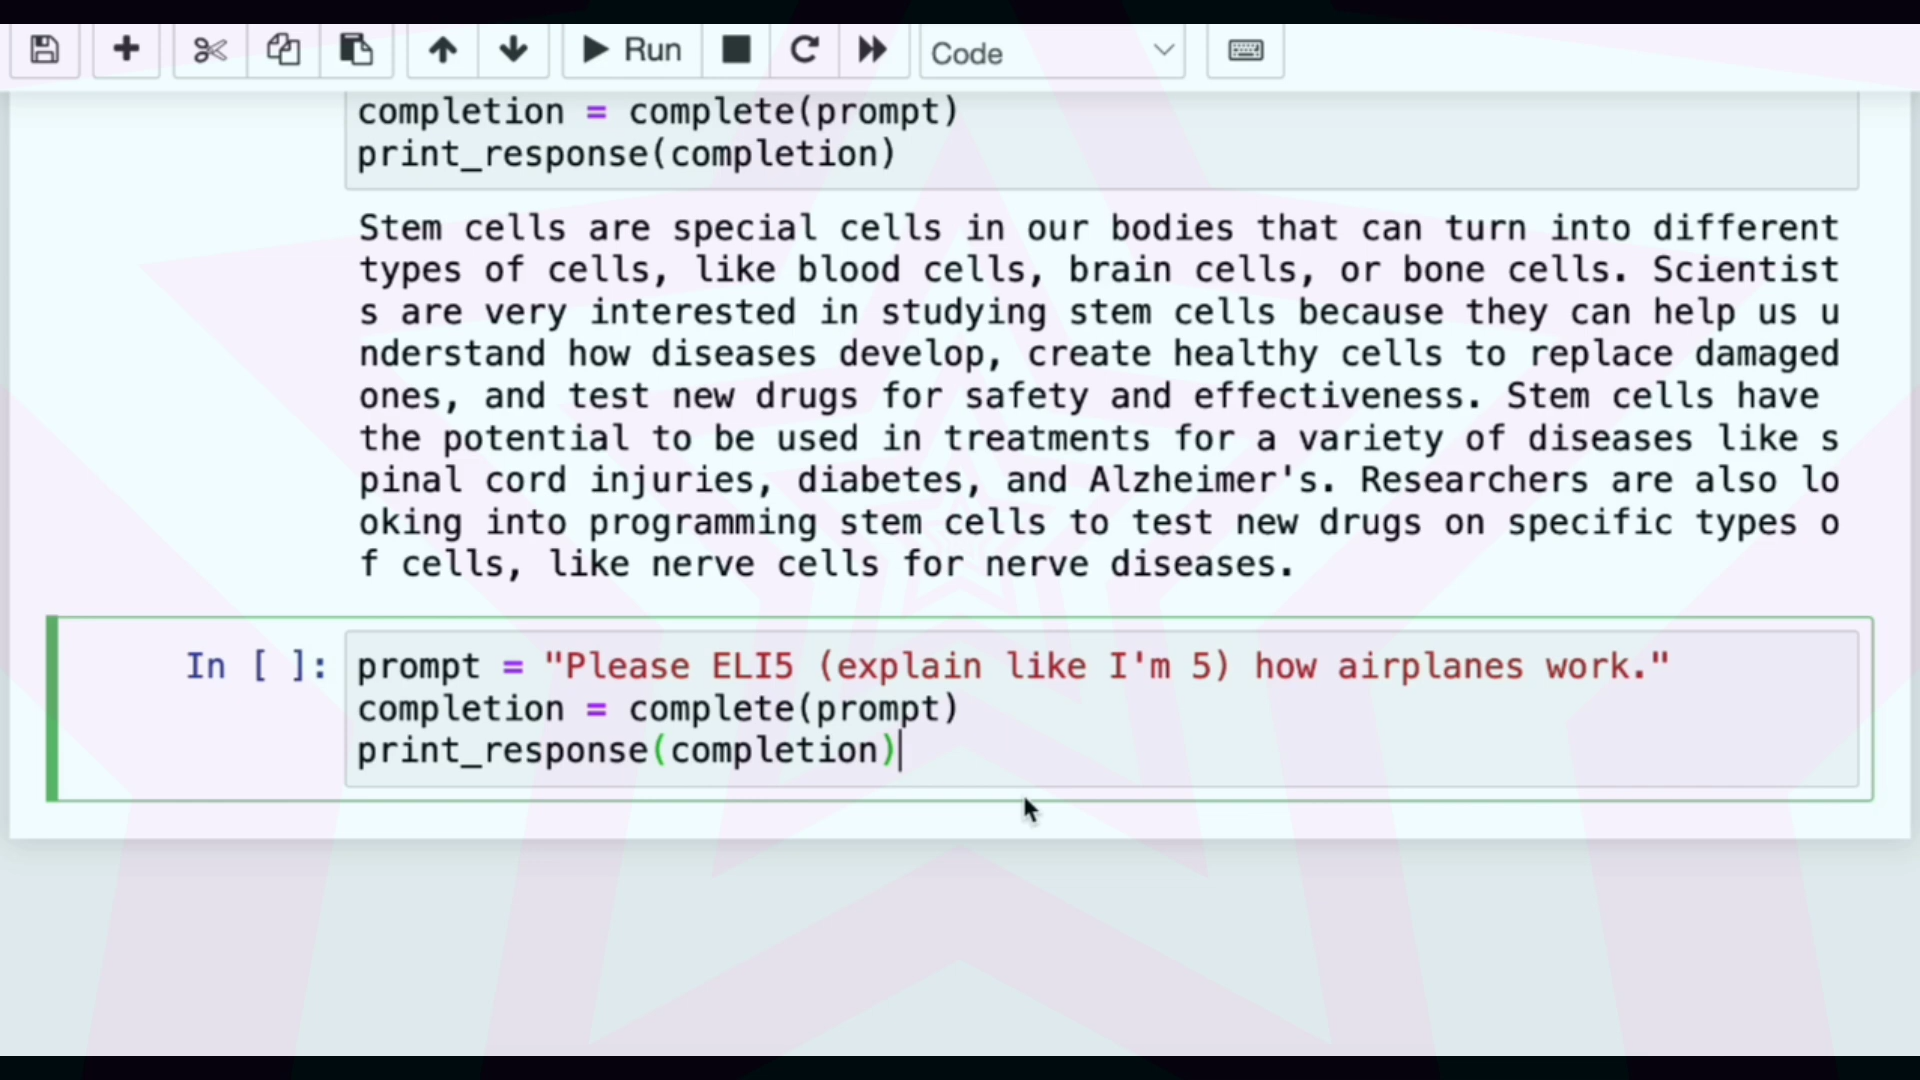 Run
Code
completion = complete(prompt)
print_response(completion)
Stem cells are special cells in our bodies that can turn into different
types of cells, like blood cells, brain cells, or bone cells. Scientist
s are very interested in studying stem cells because they can help us u
nderstand how diseases develop, create healthy cells to replace damaged
ones, and test new drugs for safety and effectiveness. Stem cells have
the potential to be used in treatments for a variety of diseases like s
pinal cord injuries, diabetes, and Alzheimer's. Researchers are also lo
oking into programming stem cells to test new drugs on specific types o
f cells, like nerve cells for nerve diseases.
In [ ]: prompt = "Please ELI5 (explain like I'm 5) how airplanes work."
completion = complete(prompt)
print_response(completion)